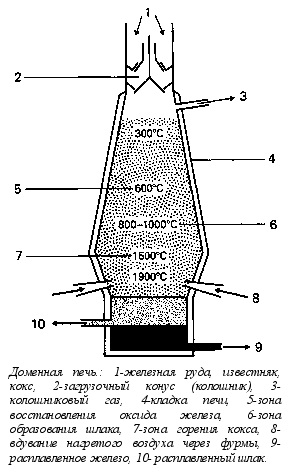 1
2
3
300°C
4
5
600°C
800–1000°C
6
7
1600°C
1900°C
8
10
9
Доменная печь.: 1-железная руда, известняк,
кокс, 2-загрузочный конус (колошник), 3-
колошниковый газ, 4-кладка печи, 5-зона
восстановления оксида железа, 6-зона
образования шлака, 7-зона горения кокса, 8-
вдувание нагретого воздуха через фурмы, 9-
расплавленное железо, 10- расплавленный шлак.